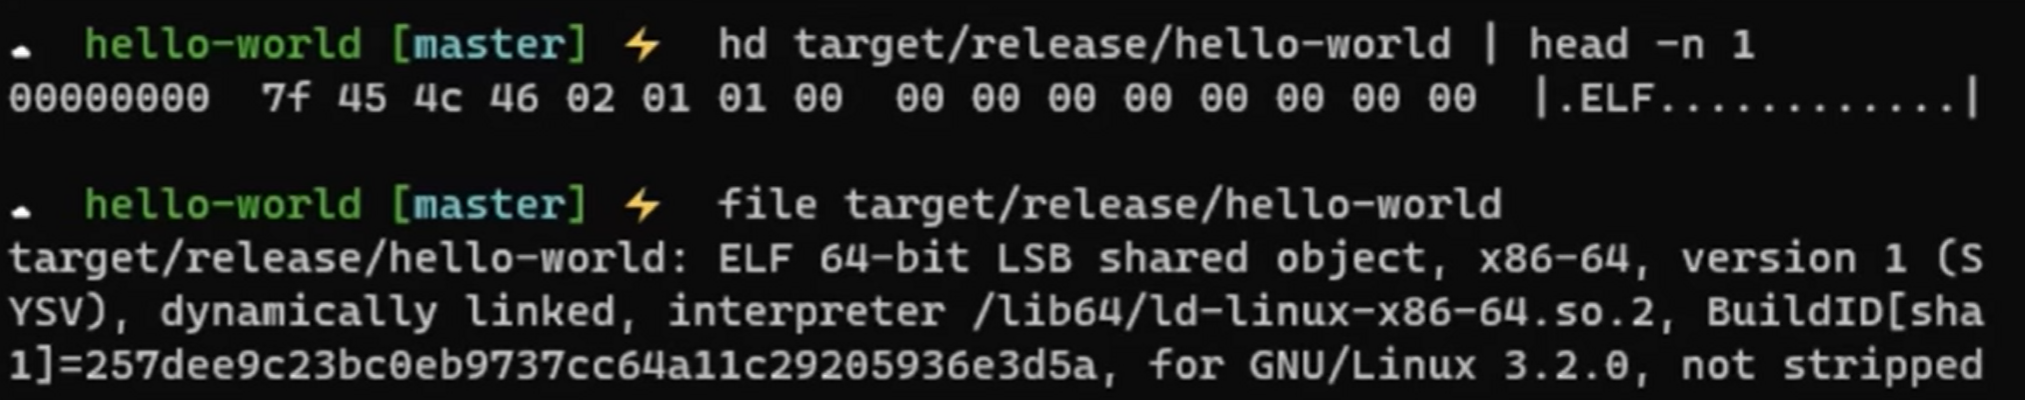 hello-world [master] ⚡ hd target/release/hello-world | head -n 1
00000000  7f 45 4c 46 02 01 01 00  00 00 00 00 00 00 00 00  |.ELF............|
hello-world [master] ⚡ file target/release/hello-world
target/release/hello-world: ELF 64-bit LSB shared object, x86-64, version 1 (S
YSV), dynamically linked, interpreter /lib64/ld-linux-x86-64.so.2, BuildID[sha
1]=257dee9c23bc0eb9737cc64a11c29205936e3d5a, for GNU/Linux 3.2.0, not stripped